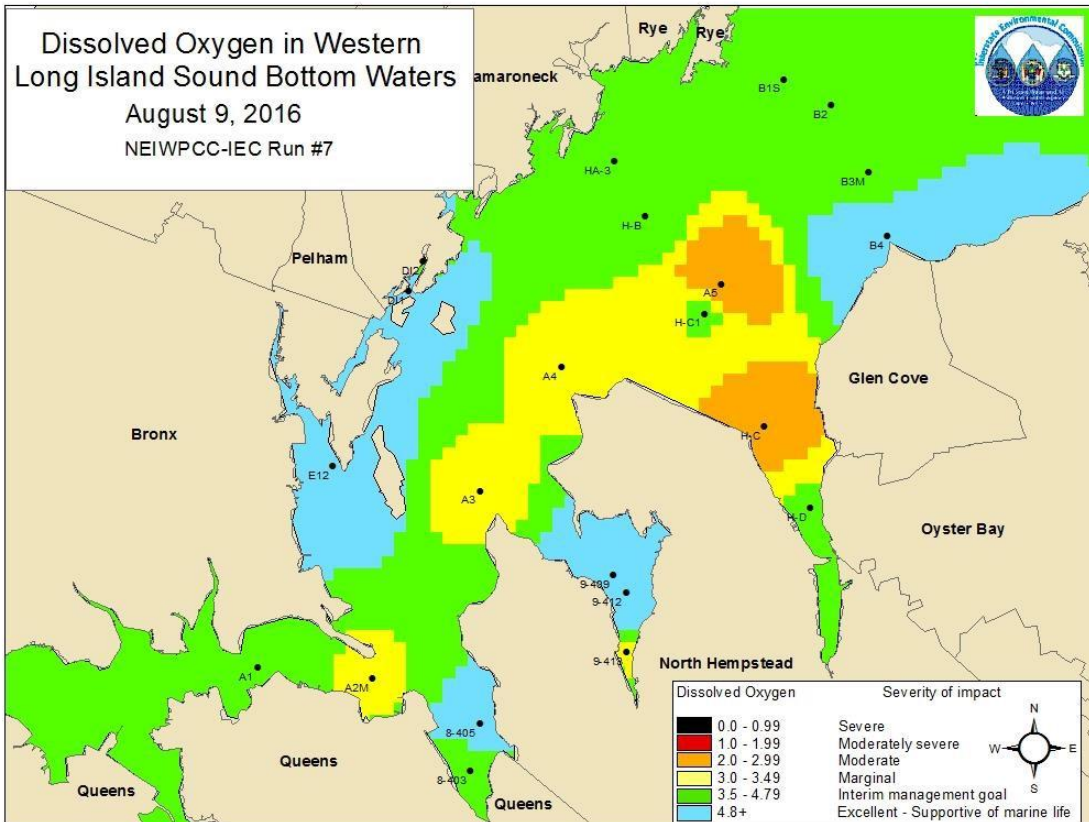 Dissolved Oxygen in Western
Long Island Sound Bottom Waters
August 9, 2016
NEIWPCC-IEC Run #7
Rye
Rye
amaroneck
Interstate Environmental Commission
B1S
B2
HA-3
B3M
H-B
B4
Pelham
DI2
DI1
A5
H-C1
A4
Glen Cove
Bronx
H-C
E12
A3
H-D
Oyster Bay
9-409
9-412
9-413
North Hempstead
A1
A2M
8-405
Queens
8-403
Queens
Queens
Dissolved Oxygen Severity of impact
0.0 - 0.99 Severe
1.0 - 1.99 Moderately severe
2.0 - 2.99 Moderate
3.0 - 3.49 Marginal
3.5 - 4.79 Interim management goal
4.8+ Excellent - Supportive of marine life
N
W E
S